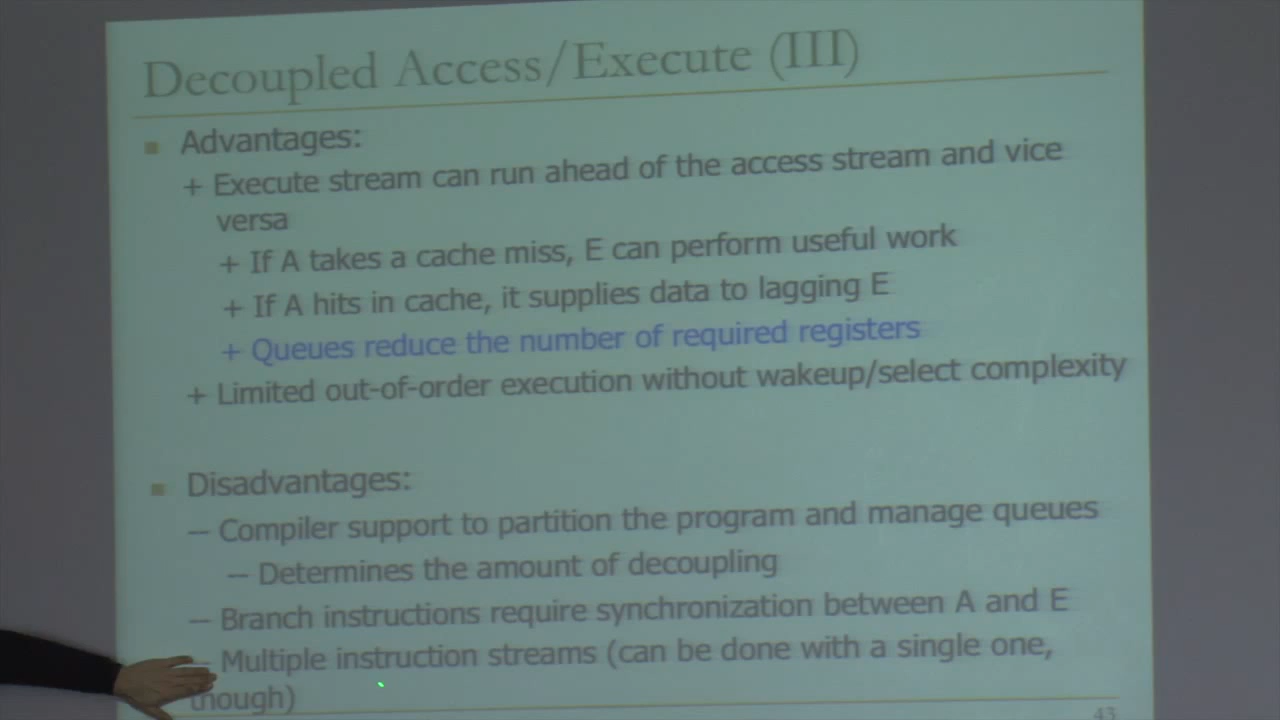 Decoupled Access/Execute (III)
Advantages:
+ Execute stream can run ahead of the access stream and vice
versa
+ If A takes a cache miss, E can perform useful work
+ If A hits in cache, it supplies data to lagging E
+ Queues reduce the number of required registers
+ Limited out-of-order execution without wakeup/select complexity
Disadvantages:
-- Compiler support to partition the program and manage queues
-- Determines the amount of decoupling
-- Branch instructions require synchronization between A and E
-- Multiple instruction streams (can be done with a single one,
though)
43